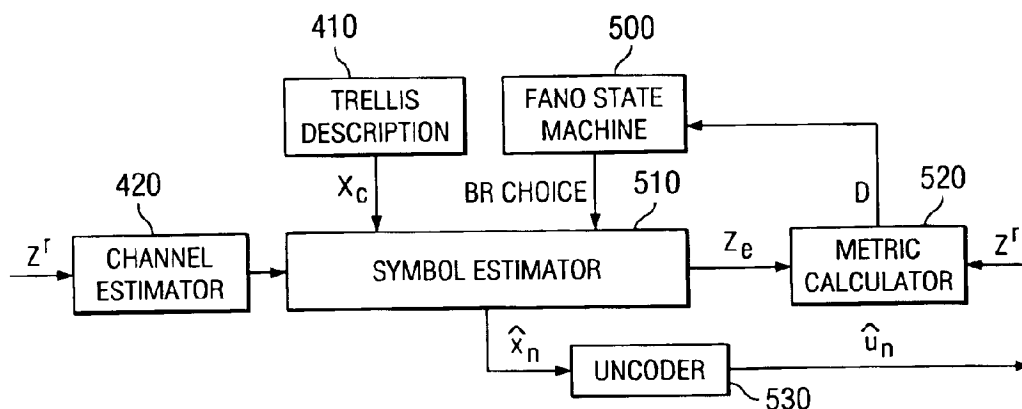 410
500
TRELLIS
DESCRIPTION
FANO STATE
MACHINE
420
X_c
BR CHOICE
510
D
520
Z^r
CHANNEL
ESTIMATOR
SYMBOL ESTIMATOR
Z_e
METRIC
CALCULATOR
Z^r
x̂_n
UNCODER
û_n
530